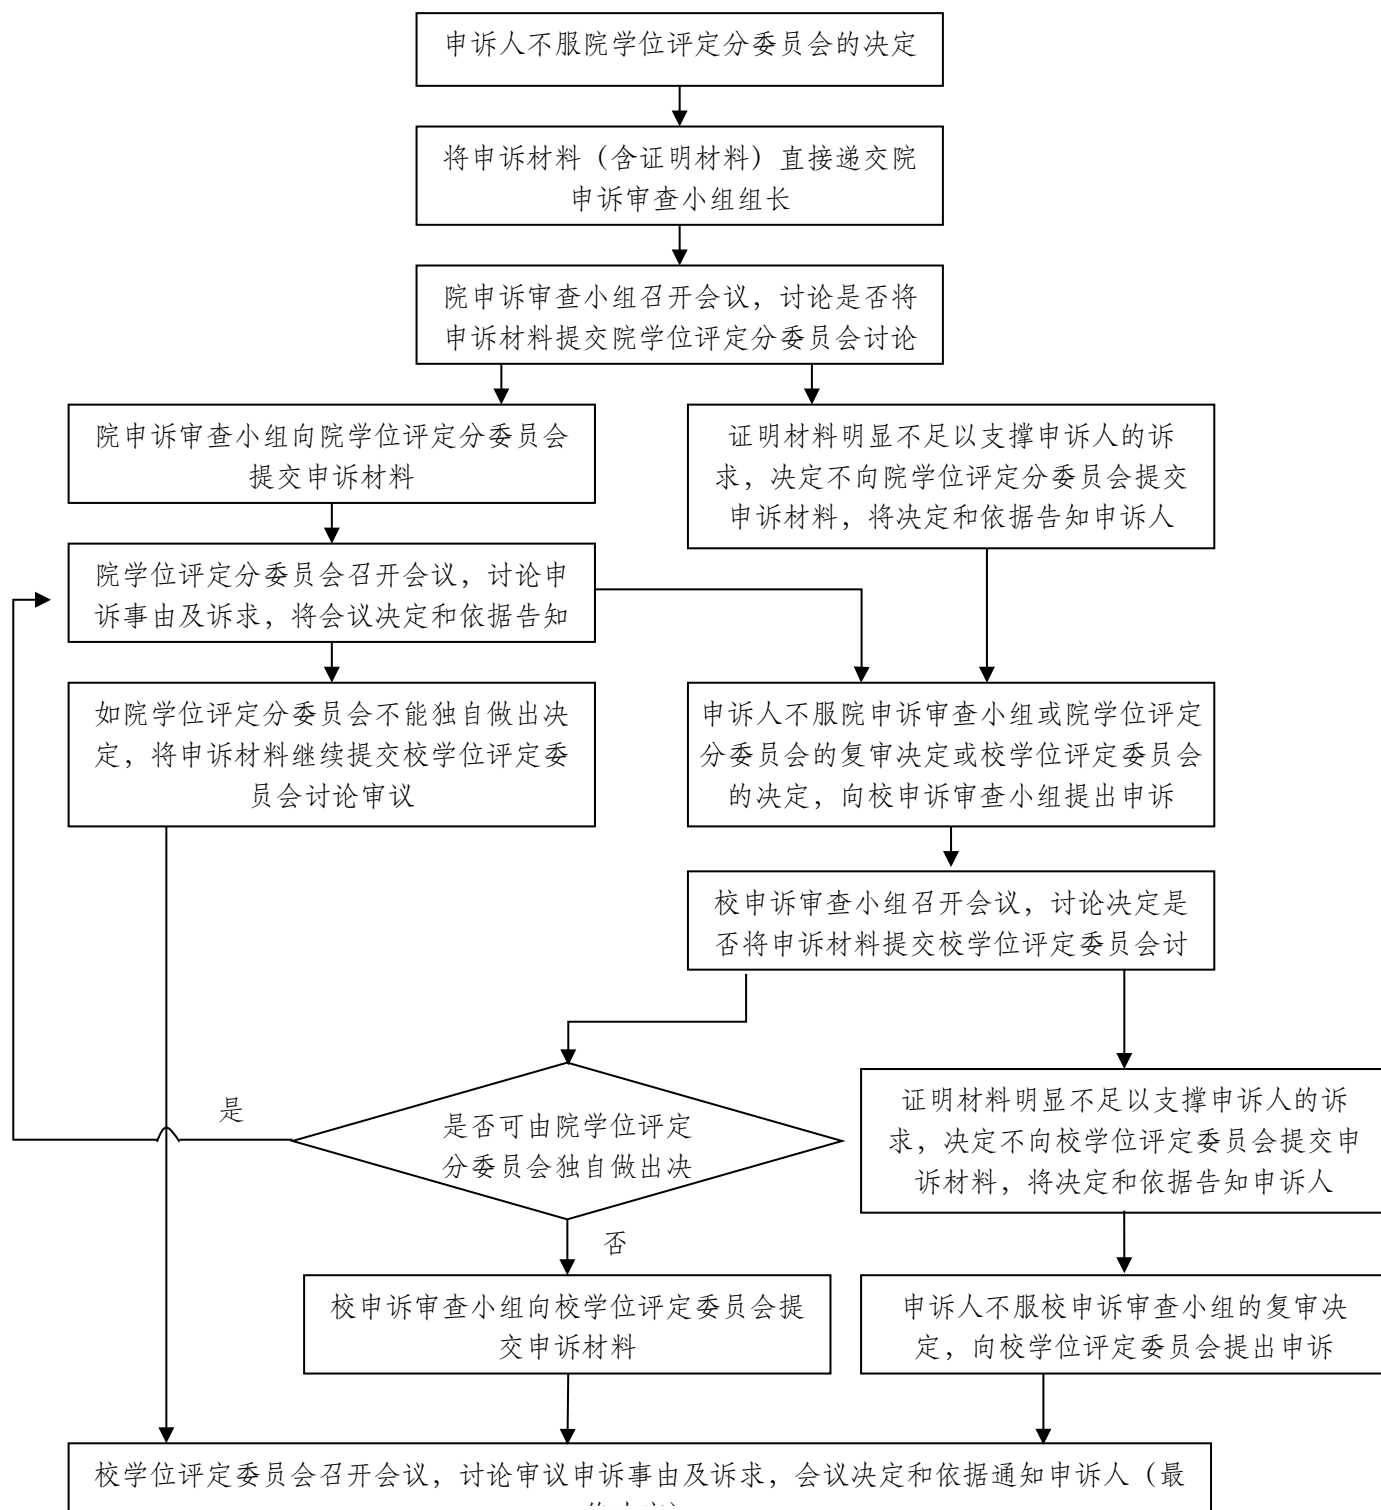 申诉人不服院学位评定分委员会的决定
将申诉材料（含证明材料）直接递交院
申诉审查小组组长
院申诉审查小组召开会议，讨论是否将
申诉材料提交院学位评定分委员会讨论
院申诉审查小组向院学位评定分委员会
提交申诉材料
证明材料明显不足以支撑申诉人的诉
求，决定不向院学位评定分委员会提交
申诉材料，将决定和依据告知申诉人
院学位评定分委员会召开会议，讨论申
诉事由及诉求，将会议决定和依据告知
如院学位评定分委员会不能独自做出决
定，将申诉材料继续提交校学位评定委
员会讨论审议
申诉人不服院申诉审查小组或院学位评定
分委员会的复审决定或校学位评定委员会
的决定，向校申诉审查小组提出申诉
校申诉审查小组召开会议，讨论决定是
否将申诉材料提交校学位评定委员会讨
是
是否可由院学位评定
分委员会独自做出决
证明材料明显不足以支撑申诉人的诉
求，决定不向校学位评定委员会提交申
诉材料，将决定和依据告知申诉人
否
校申诉审查小组向校学位评定委员会提
交申诉材料
申诉人不服校申诉审查小组的复审决
定，向校学位评定委员会提出申诉
校学位评定委员会召开会议，讨论审议申诉事由及诉求，会议决定和依据通知申诉人（最